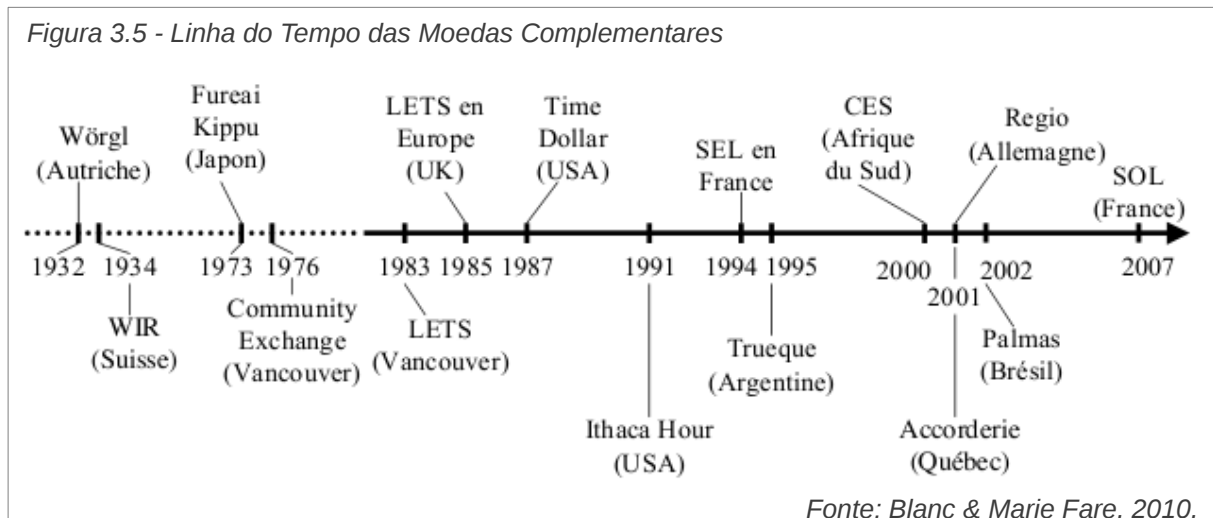 Figura 3.5 - Linha do Tempo das Moedas Complementares
Wörgl
(Autriche)
Fureai
Kippu
(Japon)
LETS en
Europe
(UK)
Time
Dollar
(USA)
SEL en
France
CES
(Afrique
du Sud)
Regio
(Allemagne)
SOL
(France)
1932
1934
1973
1976
1983
1985
1987
1991
1994
1995
2000
2001
2002
2007
WIR
(Suisse)
Community
Exchange
(Vancouver)
LETS
(Vancouver)
Ithaca Hour
(USA)
Trueque
(Argentine)
Accorderie
(Québec)
Palmas
(Brésil)
Fonte: Blanc & Marie Fare, 2010.